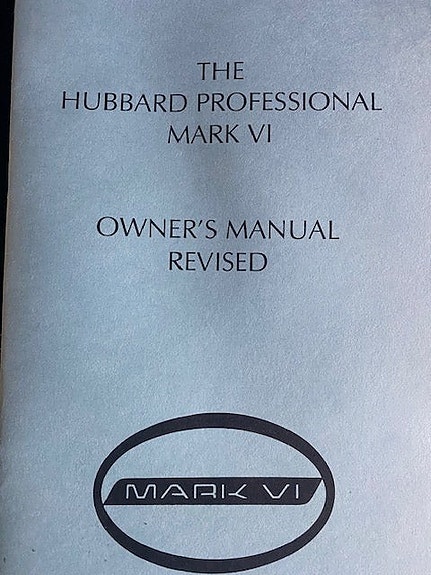 THE
HUBBARD PROFESSIONAL
MARK VI
OWNER'S MANUAL
REVISED
MARK VI